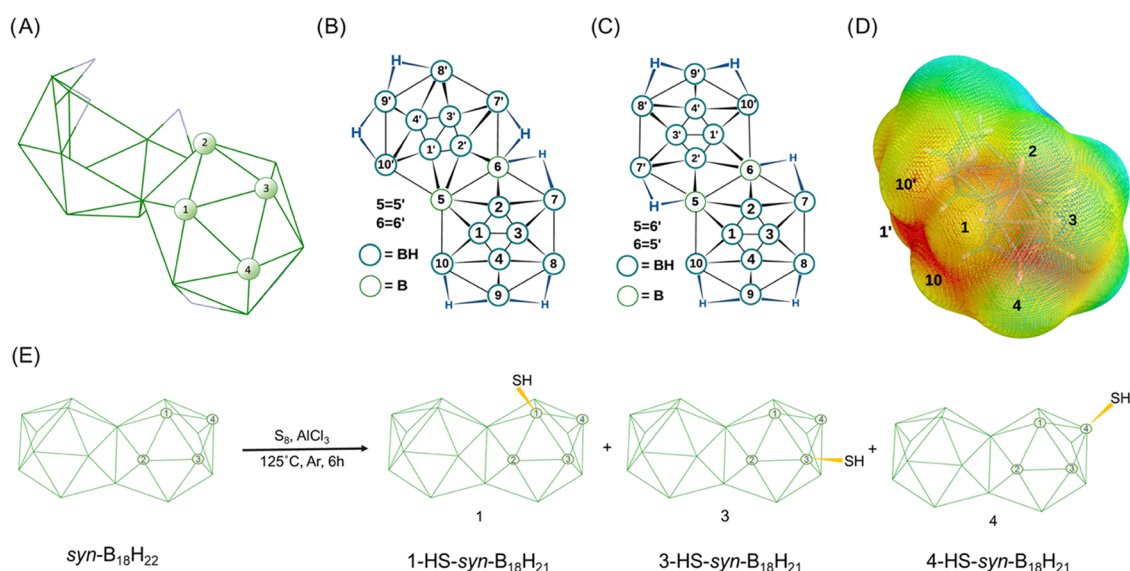 (A)
2
3
1
4
(B)
H
8'
9'
7'
4'
3'
H
H
1'
2'
H
10'
6
5
2
7
5=5'
6=6'
1
3
= BH
4
10
8
= B
H
9
H
(C)
H
9'
H
8'
4'
10'
3'
1'
7'
2'
6
H
H
5
2
7
5=6'
6=5'
1
3
= BH
4
10
8
= B
H
9
H
(D)
2
10'
1
3
1'
10
4
(E)
1
4
2
3
S8, AlCl3
125°C, Ar, 6h
SH
1
4
2
3
+
1
4
2
3
SH
+
SH
1
4
2
3
1
3
4
syn-B18H22
1-HS-syn-B18H21
3-HS-syn-B18H21
4-HS-syn-B18H21